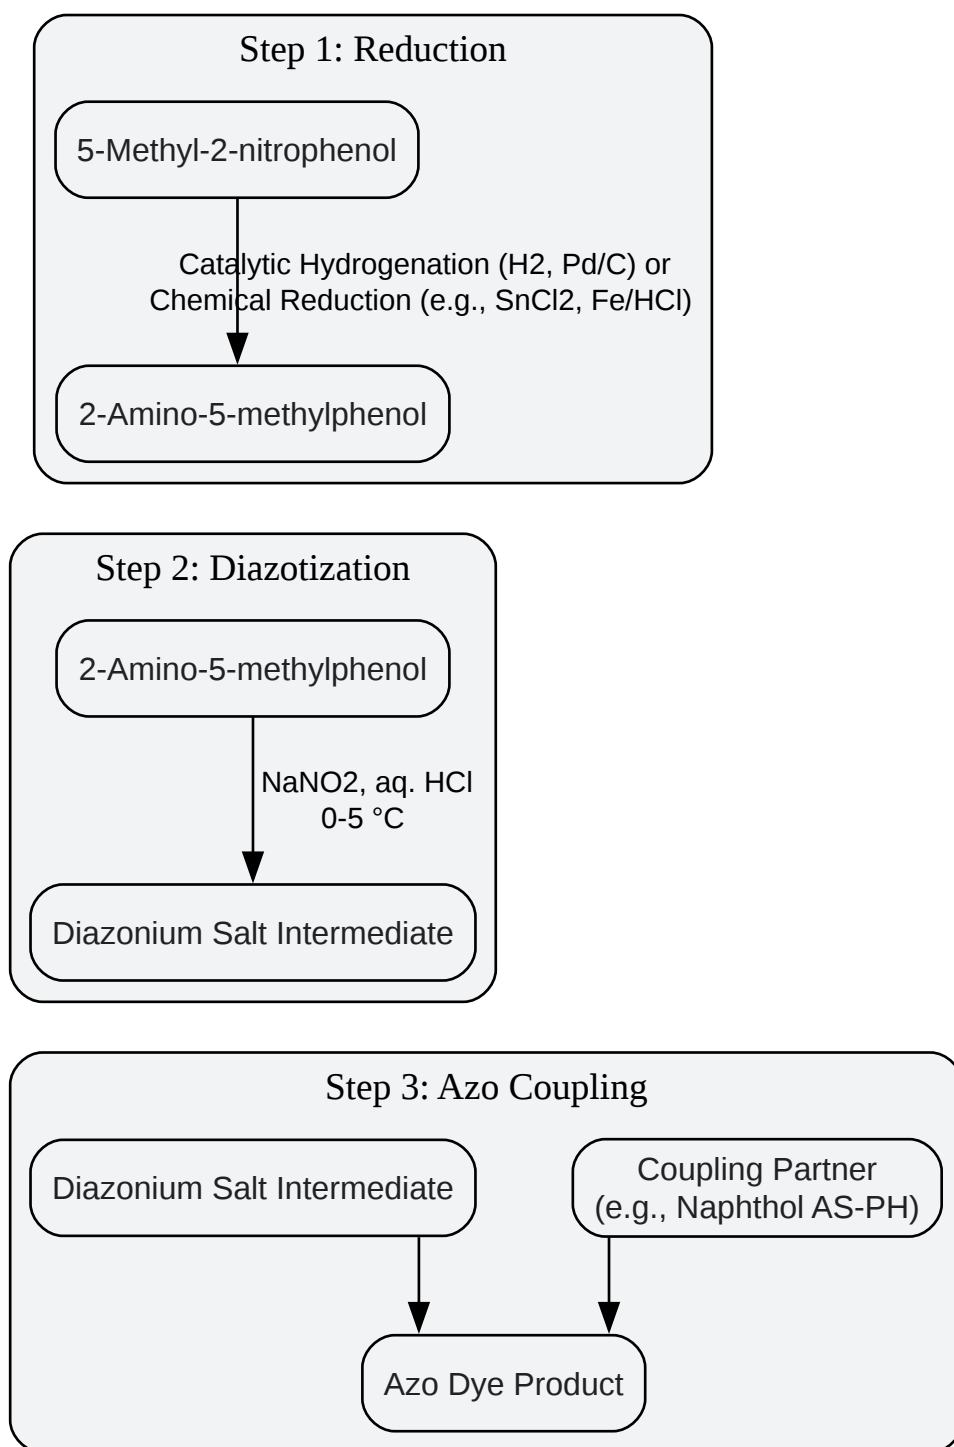 Step 1: Reduction
5-Methyl-2-nitrophenol
Catalytic Hydrogenation (H2, Pd/C) or
Chemical Reduction (e.g., SnCl2, Fe/HCl)
2-Amino-5-methylphenol
Step 2: Diazotization
2-Amino-5-methylphenol
NaNO2, aq. HCl
0-5 °C
Diazonium Salt Intermediate
Step 3: Azo Coupling
Diazonium Salt Intermediate
Coupling Partner
(e.g., Naphthol AS-PH)
Azo Dye Product